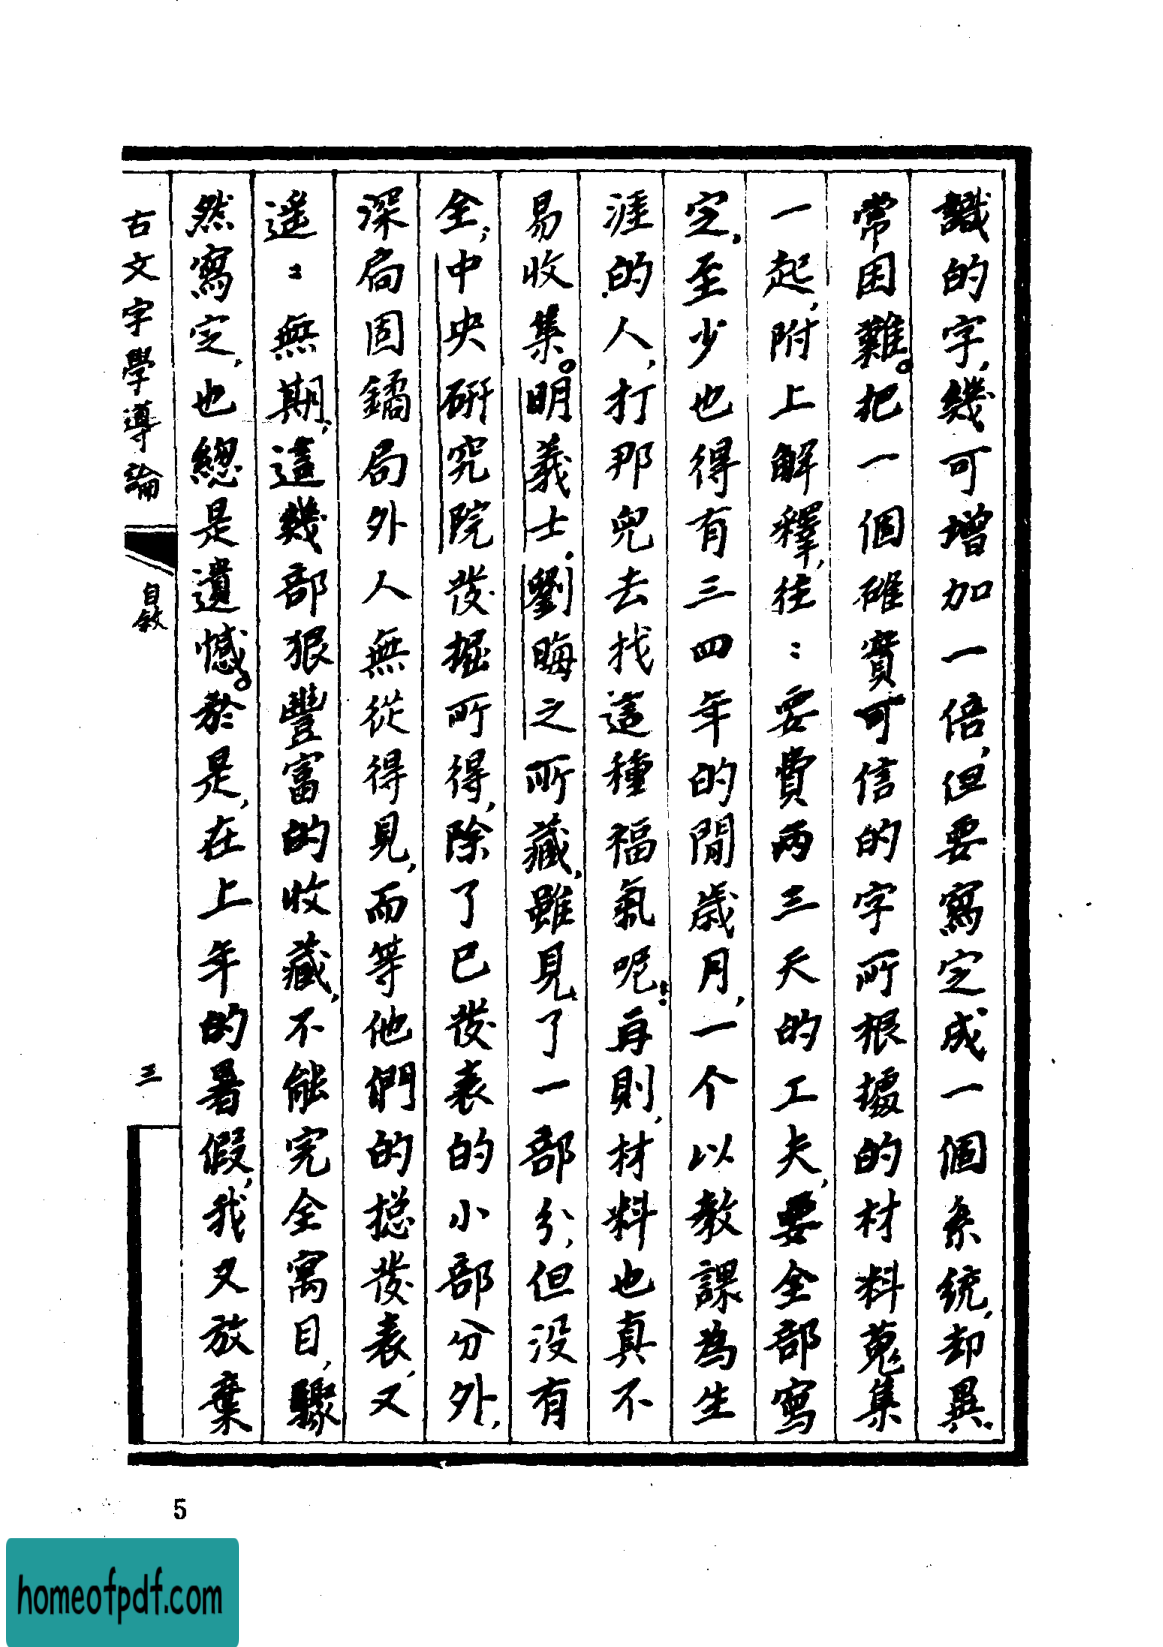 識的字，幾可增加一倍，但要寫定成一個系統，却異
常困難。把一個確實可信的字所根據的材料蒐集
一起，附上解釋，往：要費兩三天的工夫，要全部寫
定，至少也得有三四年的閒歲月，一个以教課為生
涯的人，打那兒去找這種福氣呢；再則，材料也真不
易收集。明義士，劉晦之所藏，雖見了一部分，但没有
全；中央研究院發掘所得，除了已發表的小部分外，
深扃固鐍局外人無從得見，而等他們的揔發表，又
遥：無期，這幾部狠豐富的收藏，不能完全寓目，驟
然寫定，也總是遺憾。於是，在上年的暑假，我又放棄
古文字學導論
自敘
三
5
homeofpdf.com